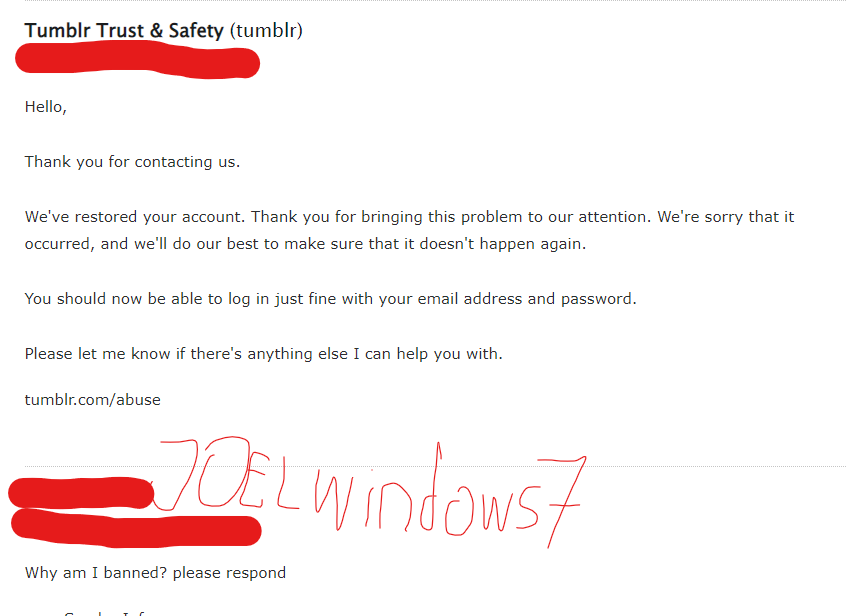 Tumblr Trust & Safety (tumblr)
Hello,
Thank you for contacting us.
We've restored your account. Thank you for bringing this problem to our attention. We're sorry that it
occurred, and we'll do our best to make sure that it doesn't happen again.
You should now be able to log in just fine with your email address and password.
Please let me know if there's anything else I can help you with.
tumblr.com/abuse
JOELwindows7
Why am I banned? please respond